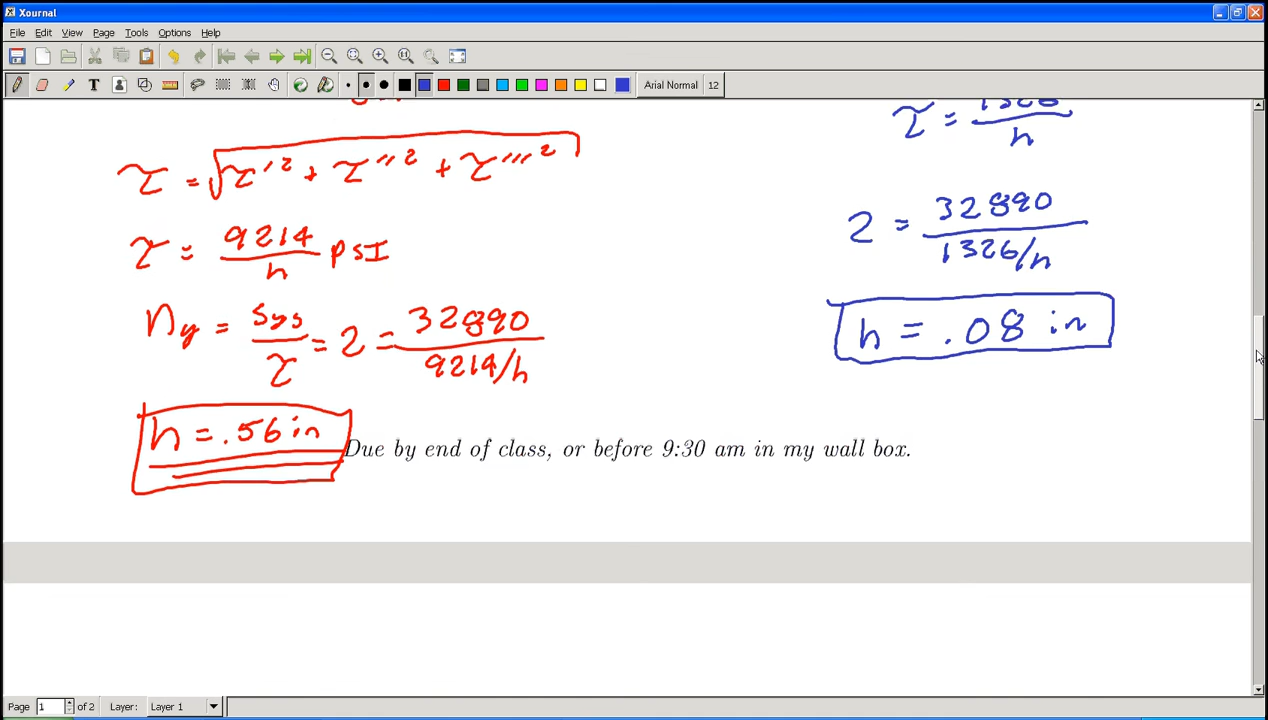 Xournal
File Edit View Page Tools Options Help
T Arial Normal 12
τ = √τ'² + τ''² + τ'''²
τ = 9214/h psI
ny = Sys/τ = 2 = 32890/9214/h
h = .56 in
τ = 1326/h
2 = 32890/1326/h
h = .08 in
Due by end of class, or before 9:30 am in my wall box.
Page 1 of 2 Layer: Layer 1